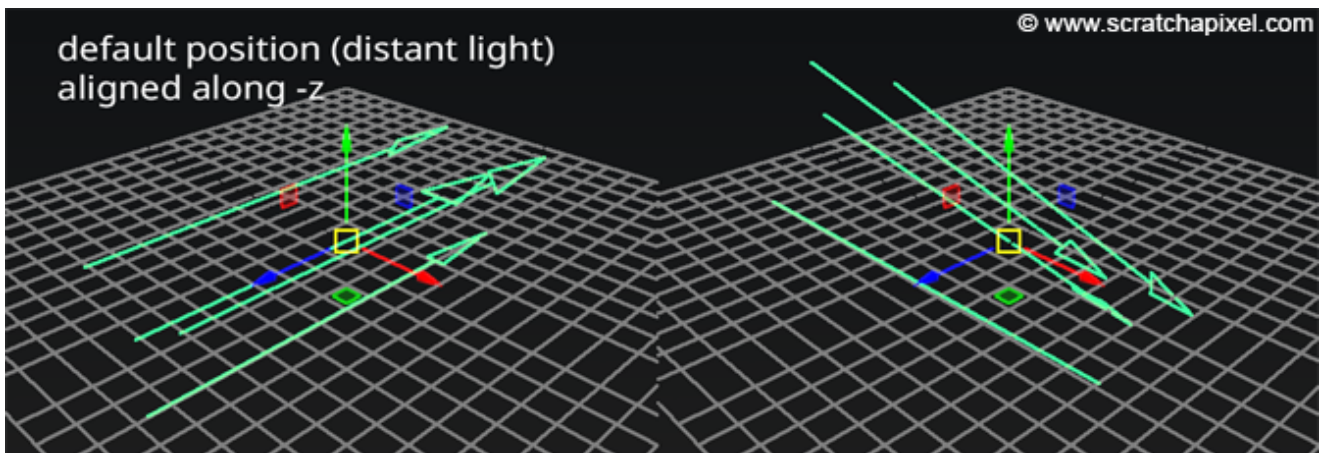 © www.scratchapixel.com
default position (distant light)
aligned along -z